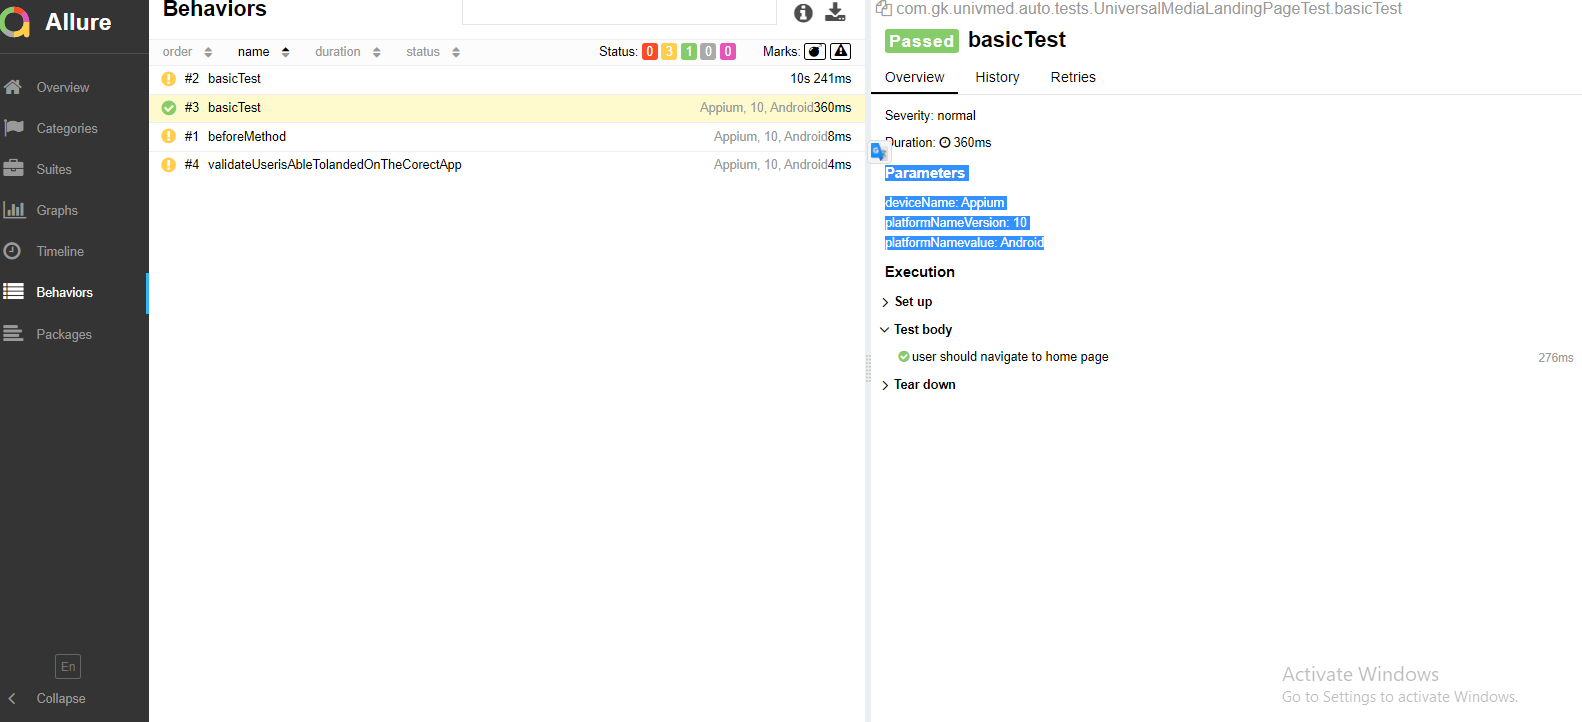 Allure
Overview
Categories
Suites
Graphs
Timeline
Behaviors
Packages
En
Collapse
Behaviors
order name duration status Status: 0 3 1 0 0 Marks:
#2 basicTest 10s 241ms
#3 basicTest Appium, 10, Android360ms
#1 beforeMethod Appium, 10, Android8ms
#4 validateUserisAbleTolandedOnTheCorectApp Appium, 10, Android4ms
com.gk.univmed.auto.tests.UniversalMediaLandingPageTest.basicTest
Passed basicTest
Overview History Retries
Severity: normal
Duration: 360ms
Parameters
deviceName: Appium
platformNameVersion: 10
platformNamevalue: Android
Execution
Set up
Test body
user should navigate to home page 276ms
Tear down
Activate Windows
Go to Settings to activate Windows.